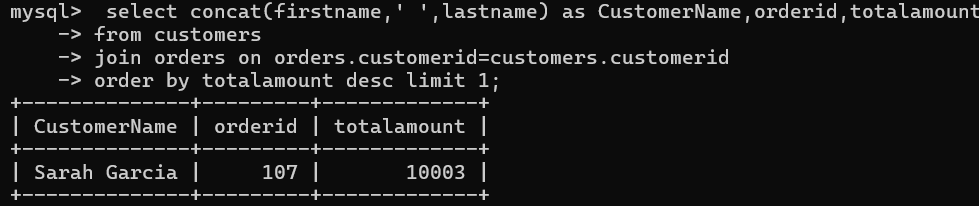 mysql>  select concat(firstname,' ',lastname) as CustomerName,orderid,totalamount
    -> from customers
    -> join orders on orders.customerid=customers.customerid
    -> order by totalamount desc limit 1;
+--------------+---------+-------------+
| CustomerName | orderid | totalamount |
+--------------+---------+-------------+
| Sarah Garcia |     107 |       10003 |
+--------------+---------+-------------+